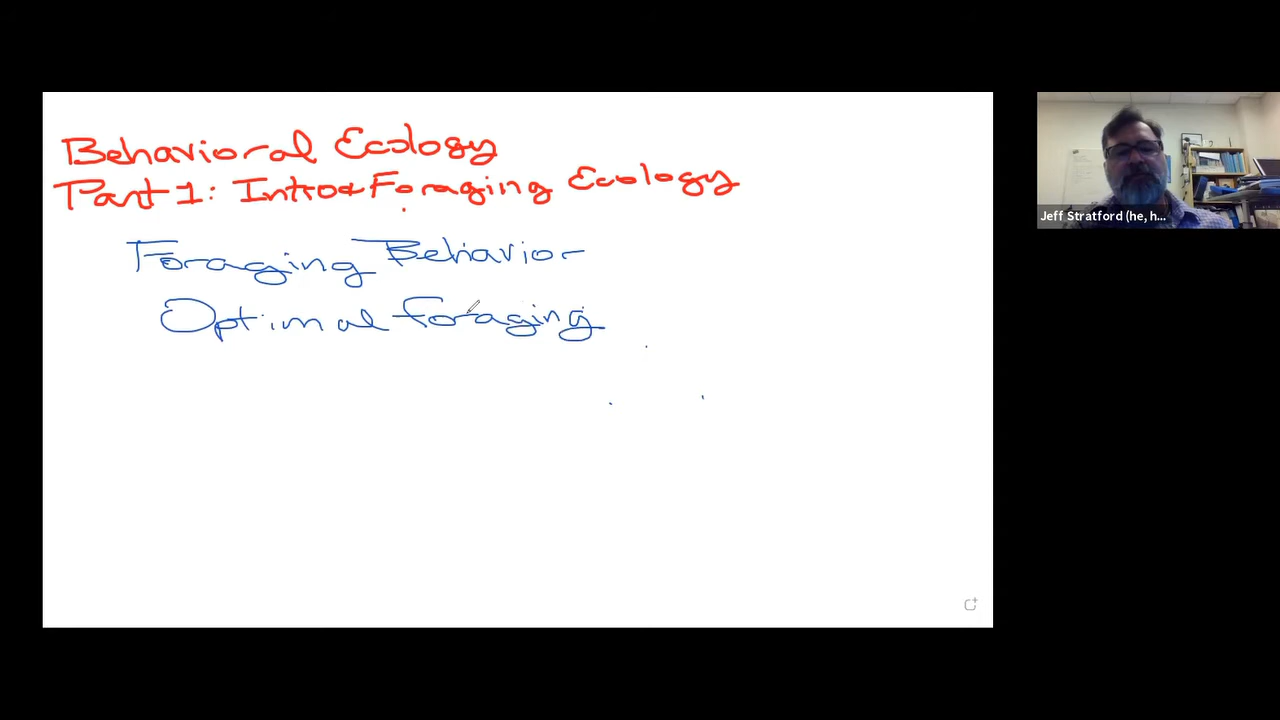 Behavioral Ecology
Part 1: Intro & Foraging Ecology
Foraging Behavior
Optimal foraging
Jeff Stratford (he, h...